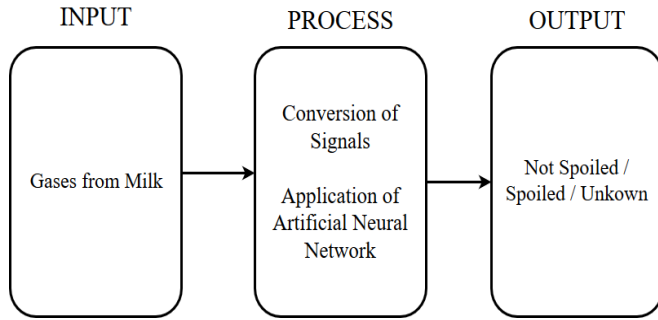 INPUT
Gases from Milk
PROCESS
Conversion of
Signals
Application of
Artificial Neural
Network
OUTPUT
Not Spoiled /
Spoiled / Unkown